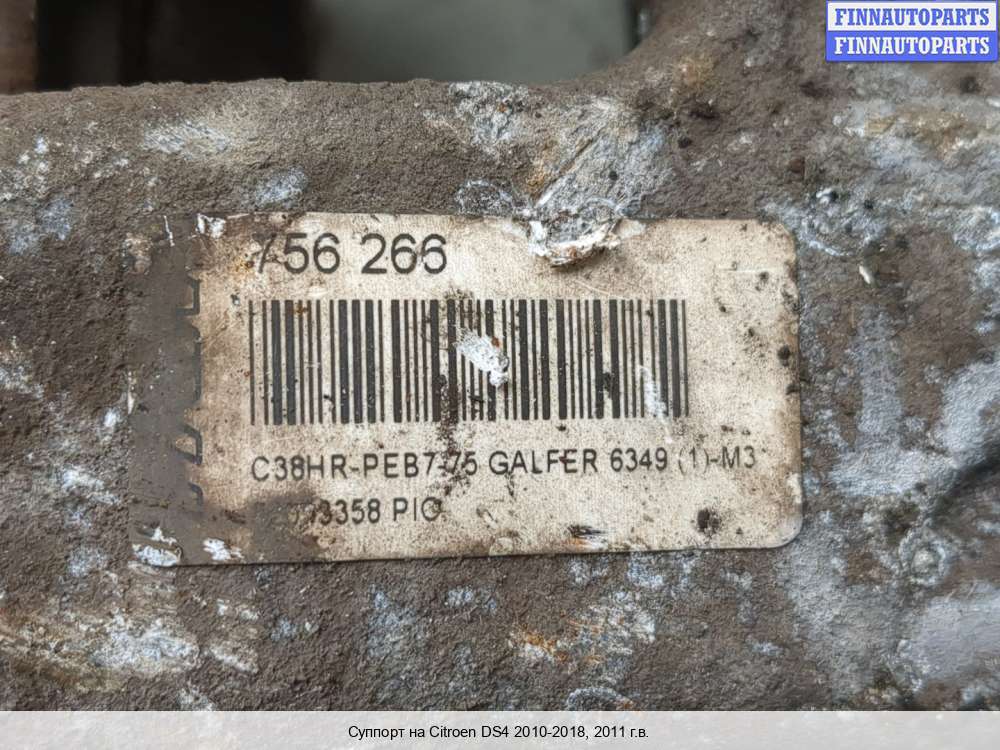 FINNAUTOPARTS
FINNAUTOPARTS
756 266
C38HR-PEB7-75 GALFER 6349 (1)-M3
3358
Суппорт на Citroen DS4 2010-2018, 2011 г.в.